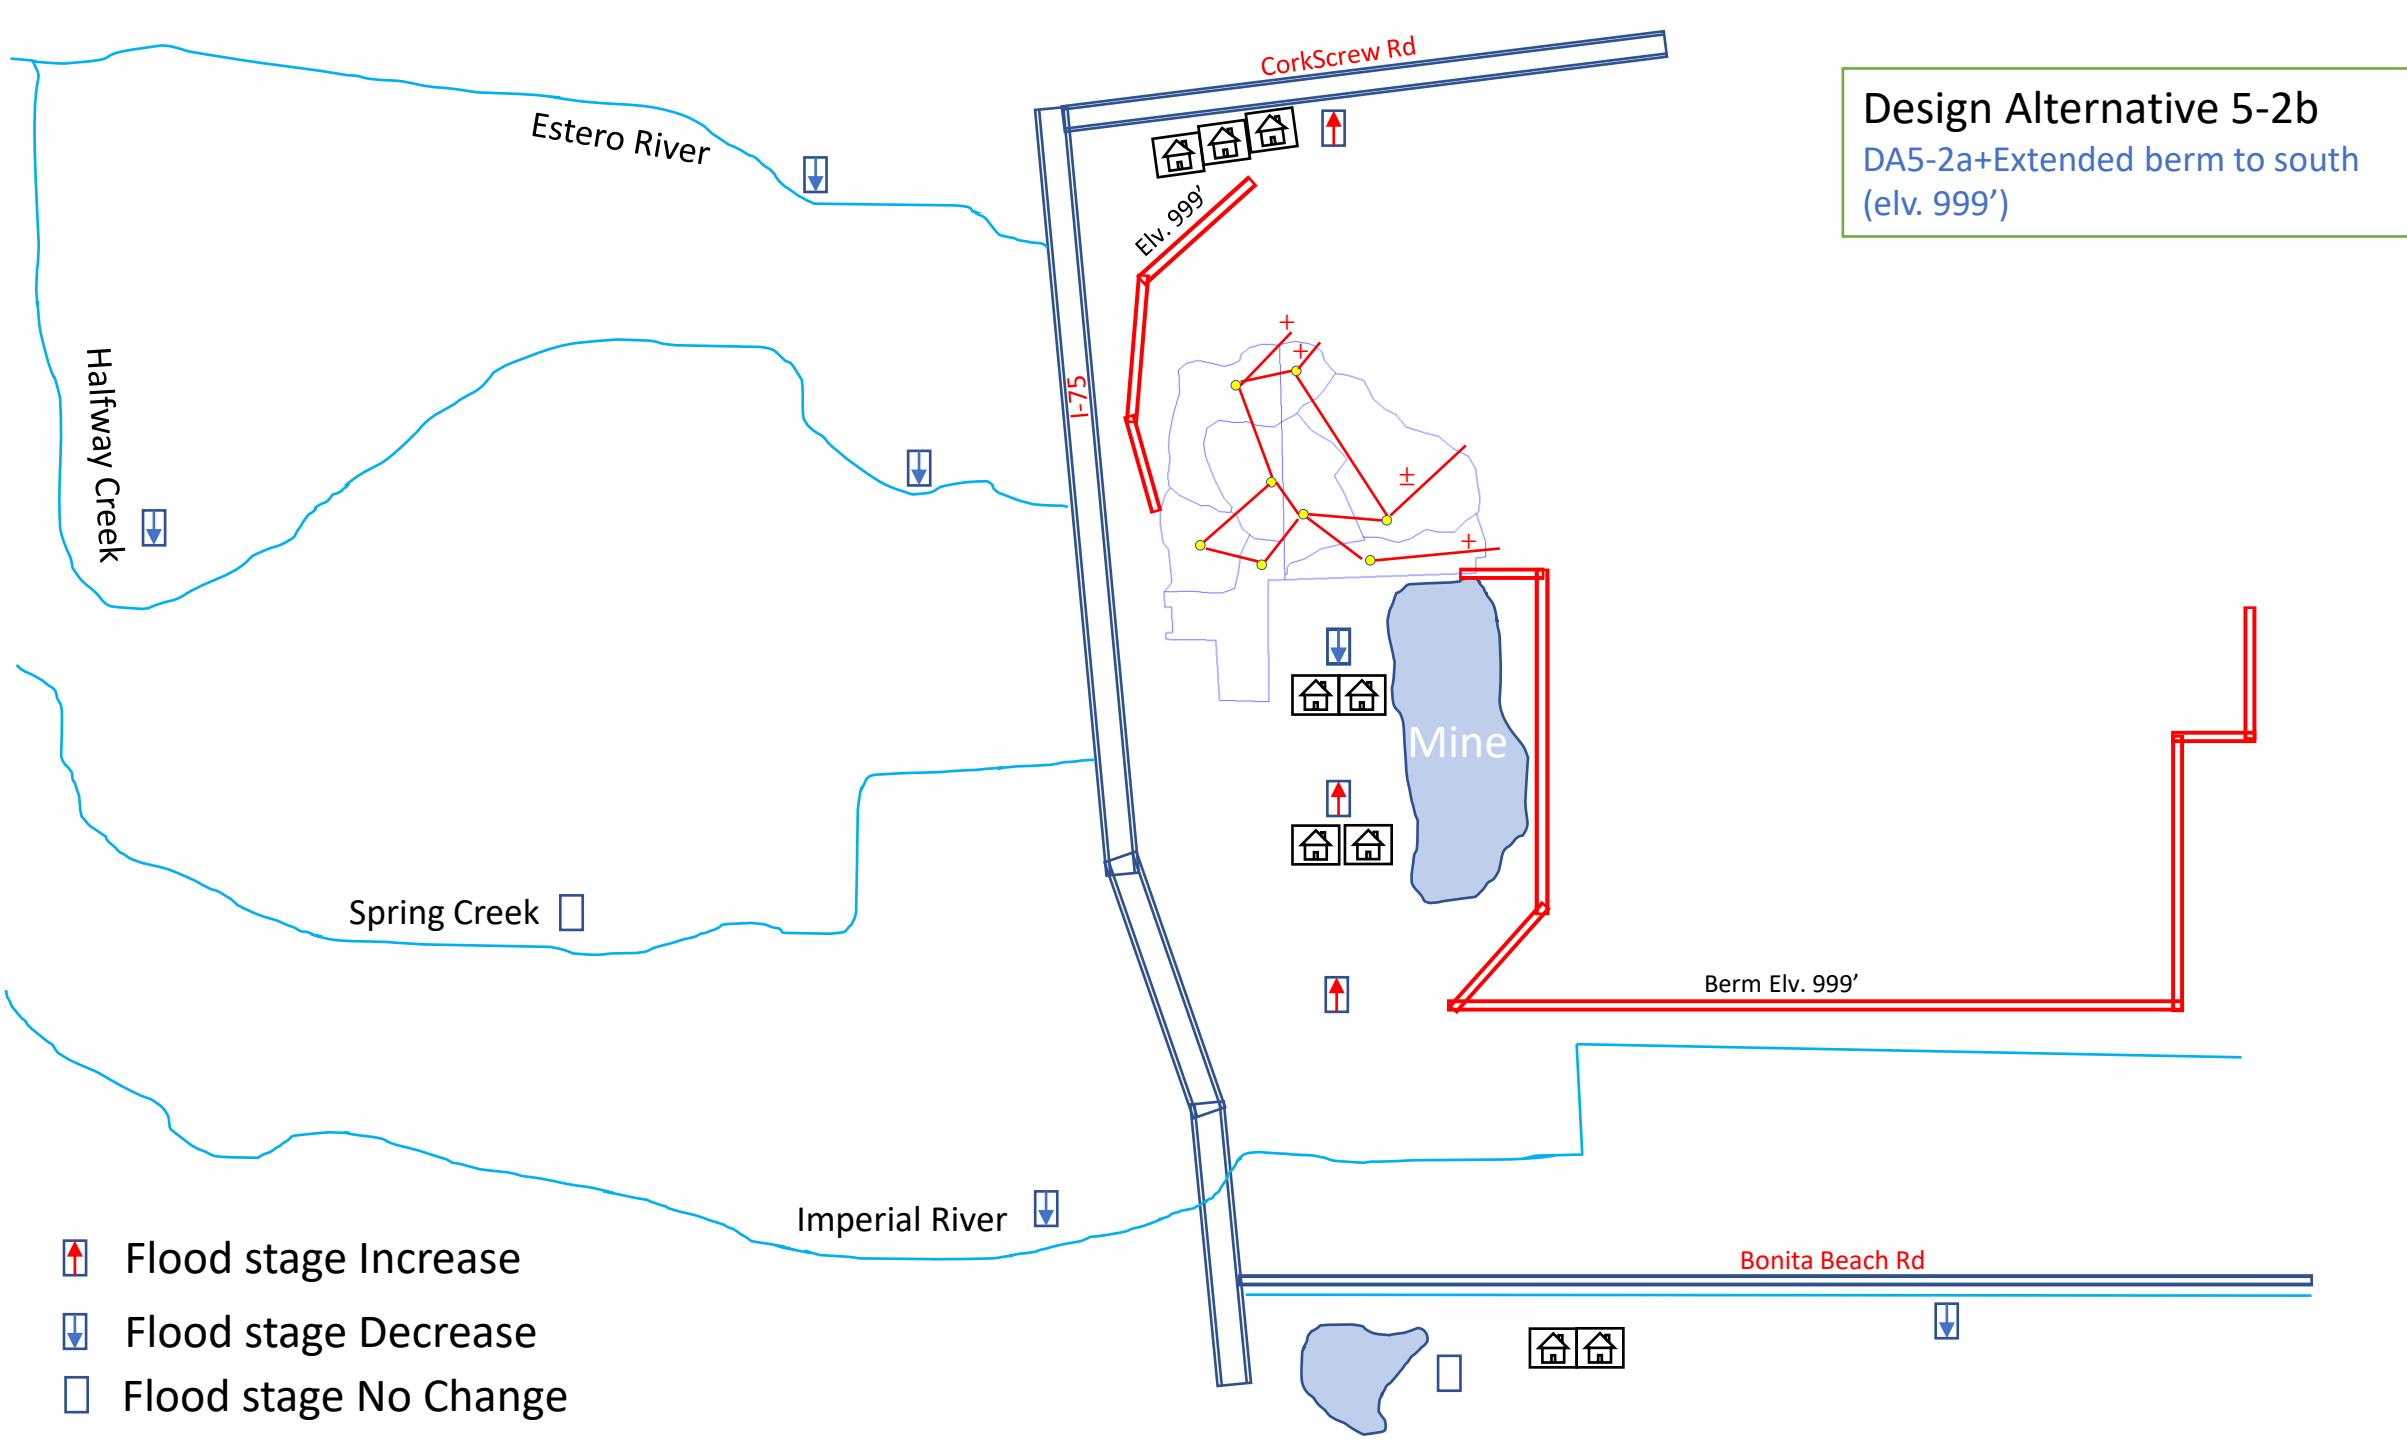 CorkScrew Rd
Design Alternative 5-2b
DA5-2a+Extended berm to south
(elv. 999’)
Estero River
Elv. 999’
+
+
I-75
Halfway Creek
±
+
Mine
Spring Creek
Berm Elv. 999’
Imperial River
Bonita Beach Rd
Flood stage Increase
Flood stage Decrease
Flood stage No Change